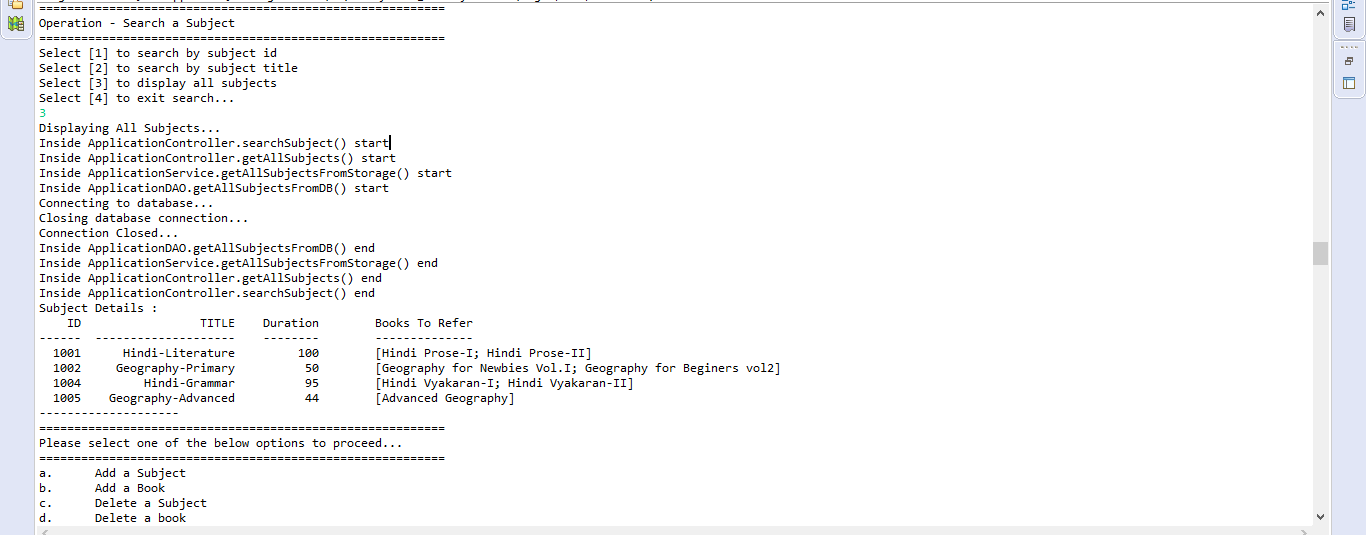 ==========================================================
Operation - Search a Subject
==========================================================
Select [1] to search by subject id
Select [2] to search by subject title
Select [3] to display all subjects
Select [4] to exit search...
3
Displaying All Subjects...
Inside ApplicationController.searchSubject() start
Inside ApplicationController.getAllSubjects() start
Inside ApplicationService.getAllSubjectsFromStorage() start
Inside ApplicationDAO.getAllSubjectsFromDB() start
Connecting to database...
Closing database connection...
Connection Closed...
Inside ApplicationDAO.getAllSubjectsFromDB() end
Inside ApplicationService.getAllSubjectsFromStorage() end
Inside ApplicationController.getAllSubjects() end
Inside ApplicationController.searchSubject() end
Subject Details :
    ID                 TITLE    Duration        Books To Refer
------  --------------------    --------        --------------
  1001      Hindi-Literature         100        [Hindi Prose-I; Hindi Prose-II]
  1002     Geography-Primary          50        [Geography for Newbies Vol.I; Geography for Beginers vol2]
  1004         Hindi-Grammar          95        [Hindi Vyakaran-I; Hindi Vyakaran-II]
  1005    Geography-Advanced          44        [Advanced Geography]
--------------------
==========================================================
Please select one of the below options to proceed...
==========================================================
a.      Add a Subject
b.      Add a Book
c.      Delete a Subject
d.      Delete a book